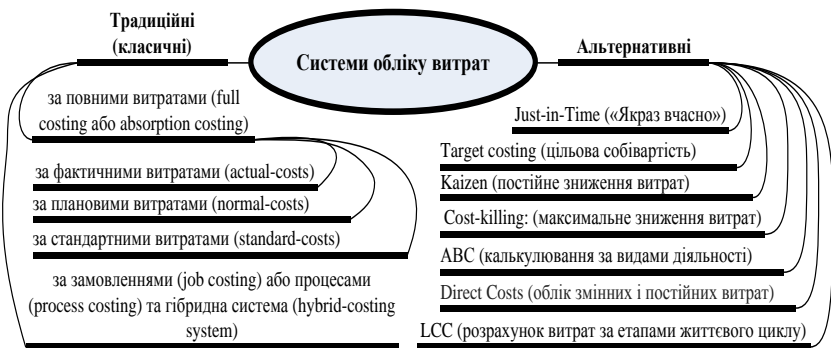 Традиційні
(класичні)
Системи обліку витрат
Альтернативні
за повними витратами (full
costing або absorption costing)
за фактичними витратами (actual-costs)
за плановими витратами (normal-costs)
за стандартними витратами (standard-costs)
за замовленнями (job costing) або процесами
(process costing) та гібридна система (hybrid-costing
system)
Just-in-Time («Якраз вчасно»)
Target costing (цільова собівартість)
Kaizen (постійне зниження витрат)
Cost-killing: (максимальне зниження витрат)
ABC (калькулювання за видами діяльності)
Direct Costs (облік змінних і постійних витрат)
LCC (розрахунок витрат за етапами життєвого циклу)